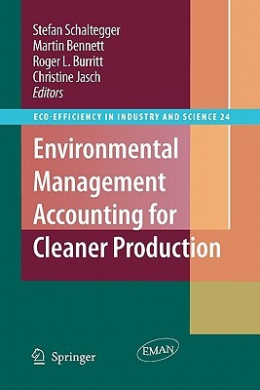 Stefan Schaltegger
Martin Bennett
Roger L. Burritt
Christine Jasch
Editors
ECO-EFFICIENCY IN INDUSTRY AND SCIENCE 24
Environmental
Management
Accounting for
Cleaner Production
Springer
EMAN